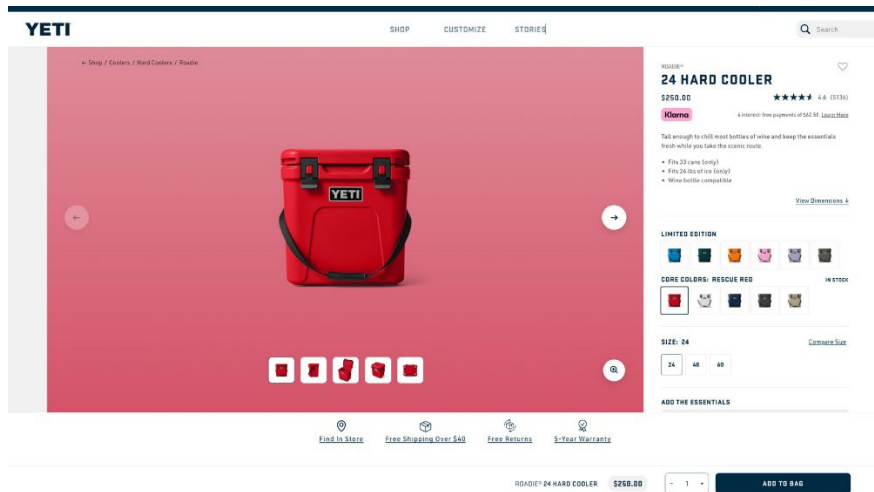 YETI
SHOP CUSTOMIZE STORIES
Search
← Shop / Coolers / Hard Coolers / Roadie
ROADIE®
24 HARD COOLER
$250.00
4.6 (5136)
Klarna
4 interest-free payments of $62.50. Learn More
Tall enough to chill most bottles of wine and keep the essentials
fresh while you take the scenic route.
• Fits 33 cans (only)
• Fits 26 lbs of ice (only)
• Wine bottle compatible
View Dimensions ↓
YETI
LIMITED EDITION
CORE COLORS: RESCUE RED IN STOCK
SIZE: 24 Compare Size
24 48 60
ADD THE ESSENTIALS
Find In Store Free Shipping Over $40 Free Returns 5-Year Warranty
ROADIE® 24 HARD COOLER $250.00 - 1 + ADD TO BAG